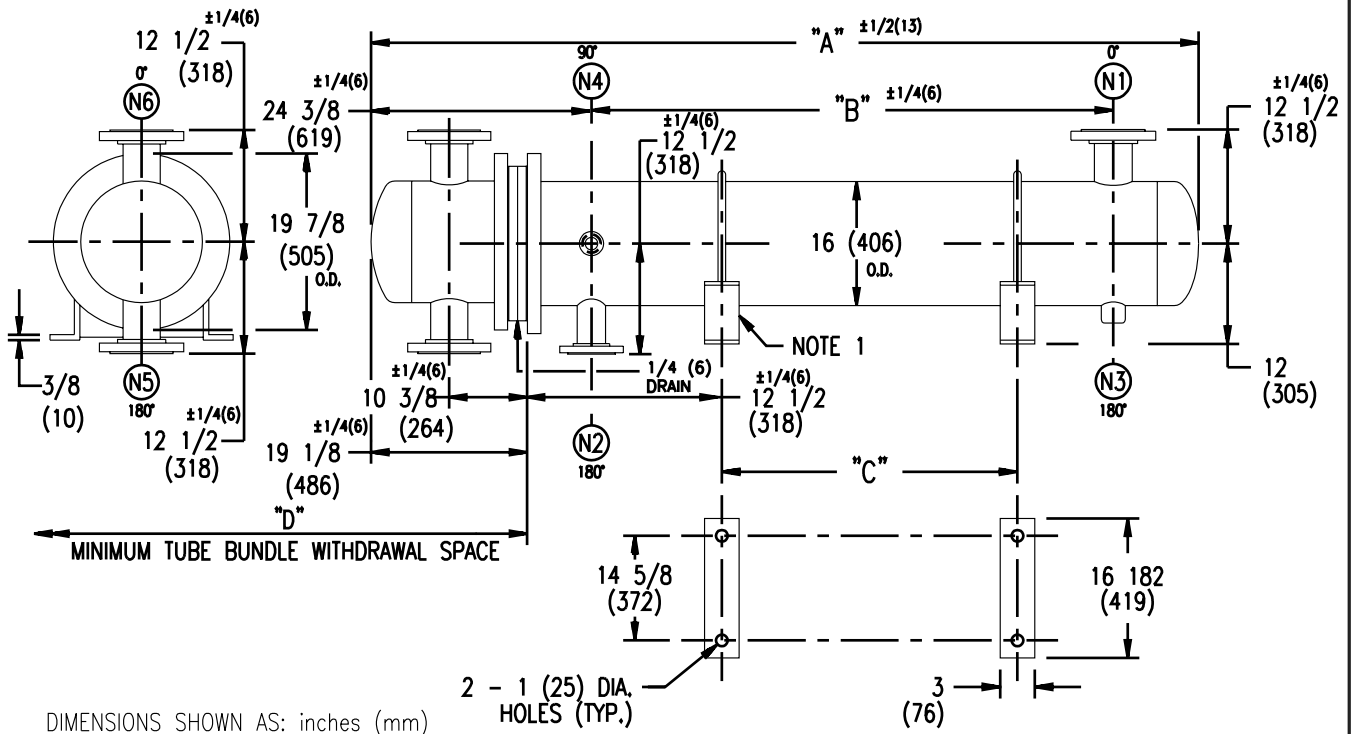 ±1/4(6)
12 1/2
(318)
0°
N6
"A" ±1/2(13)
90°
N4
0°
N1
±1/4(6)
24 3/8
(619)
"B" ±1/4(6)
±1/4(6)
12 1/2
(318)
±1/4(6)
12 1/2
(318)
19 7/8
(505)
O.D.
16 (406)
O.D.
NOTE 1
3/8
(10)
N5
180°
±1/4(6)
12 1/2
(318)
±1/4(6)
10 3/8
(264)
1/4 (6)
DRAIN
±1/4(6)
12 1/2
(318)
N3
180°
12
(305)
±1/4(6)
19 1/8
(486)
N2
180°
"C"
"D"
MINIMUM TUBE BUNDLE WITHDRAWAL SPACE
14 5/8
(372)
16 182
(419)
2 - 1 (25) DIA.
HOLES (TYP.)
3
(76)
DIMENSIONS SHOWN AS: inches (mm)